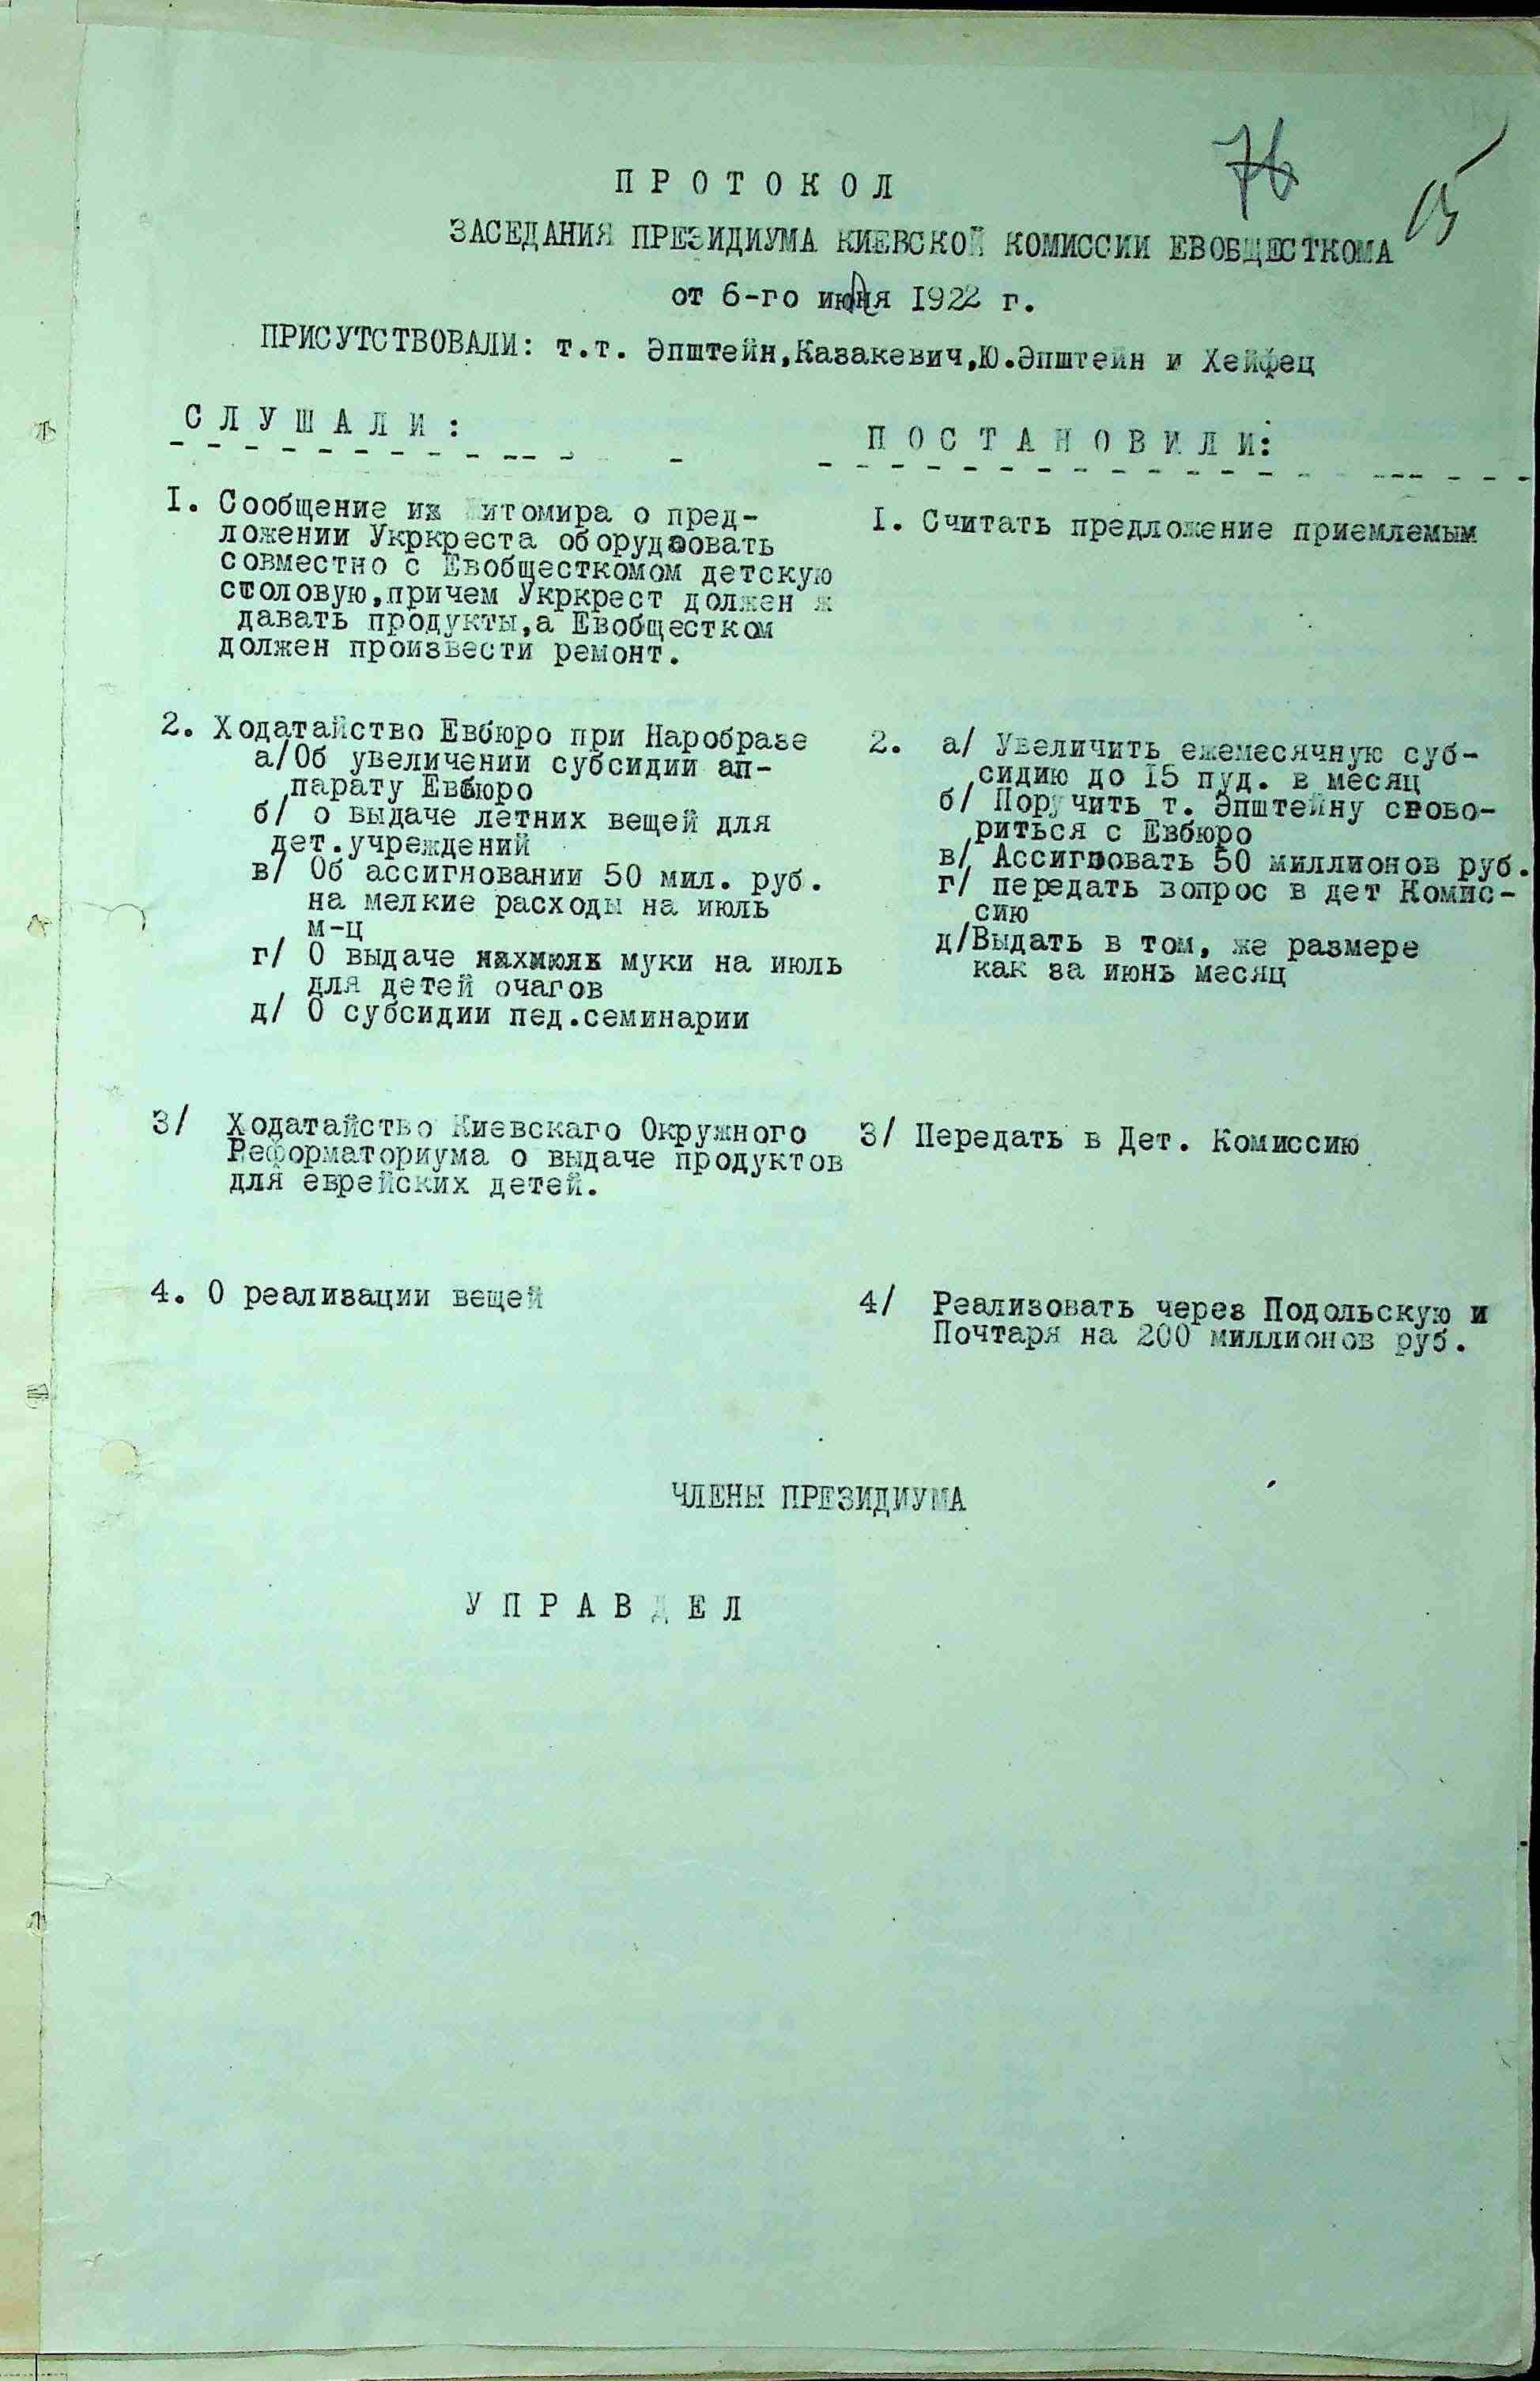 76
15
П Р О Т О К О Л
ЗАСЕДАНИЯ ПРЕЗИДИУМА КИЕВСКОЙ КОМИССИИ ЕВОБЩЕСТКОМА
от 6-го июля 1922 г.
ПРИСУТСТВОВАЛИ: т.т. Эпштейн,Казакевич,Ю.Эпштейн и Хейфец
С Л У Ш А Л И :
I. Сообщение из Житомира о пред-
ложении Укркреста оборудовать
совместно с Евобщесткомом детскую
столовую,причем Укркрест должен
давать продукты,а Евобщестком
должен произвести ремонт.
2. Ходатайство Евбюро при Наробразе
а/Об увеличении субсидии ап-
парату Евбюро
б/ о выдаче летних вещей для
дет.учреждений
в/ Об ассигновании 50 мил. руб.
на мелкие расходы на июль
м-ц
г/ О выдаче муки на июль
для детей очагов
д/ О субсидии пед.семинарии
3/ Ходатайство Киевскаго Окружного
Реформаториума о выдаче продуктов
для еврейских детей.
4. О реализации вещей
П О С Т А Н О В И Л И:
I. Считать предложение приемлемым
2. а/ Увеличить ежемесячную суб-
сидию до 15 пуд. в месяц
б/ Поручить т. Эпштейну сново-
риться с Евбюро
в/ Ассигновать 50 миллионов руб.
г/ передать вопрос в дет Комис-
сию
д/Выдать в том, же размере
как за июнь месяц
3/ Передать в Дет. Комиссию
4/ Реализовать через Подольскую и
Почтаря на 200 миллионов руб.
ЧЛЕНЫ ПРЕЗИДИУМА
У П Р А В Д Е Л